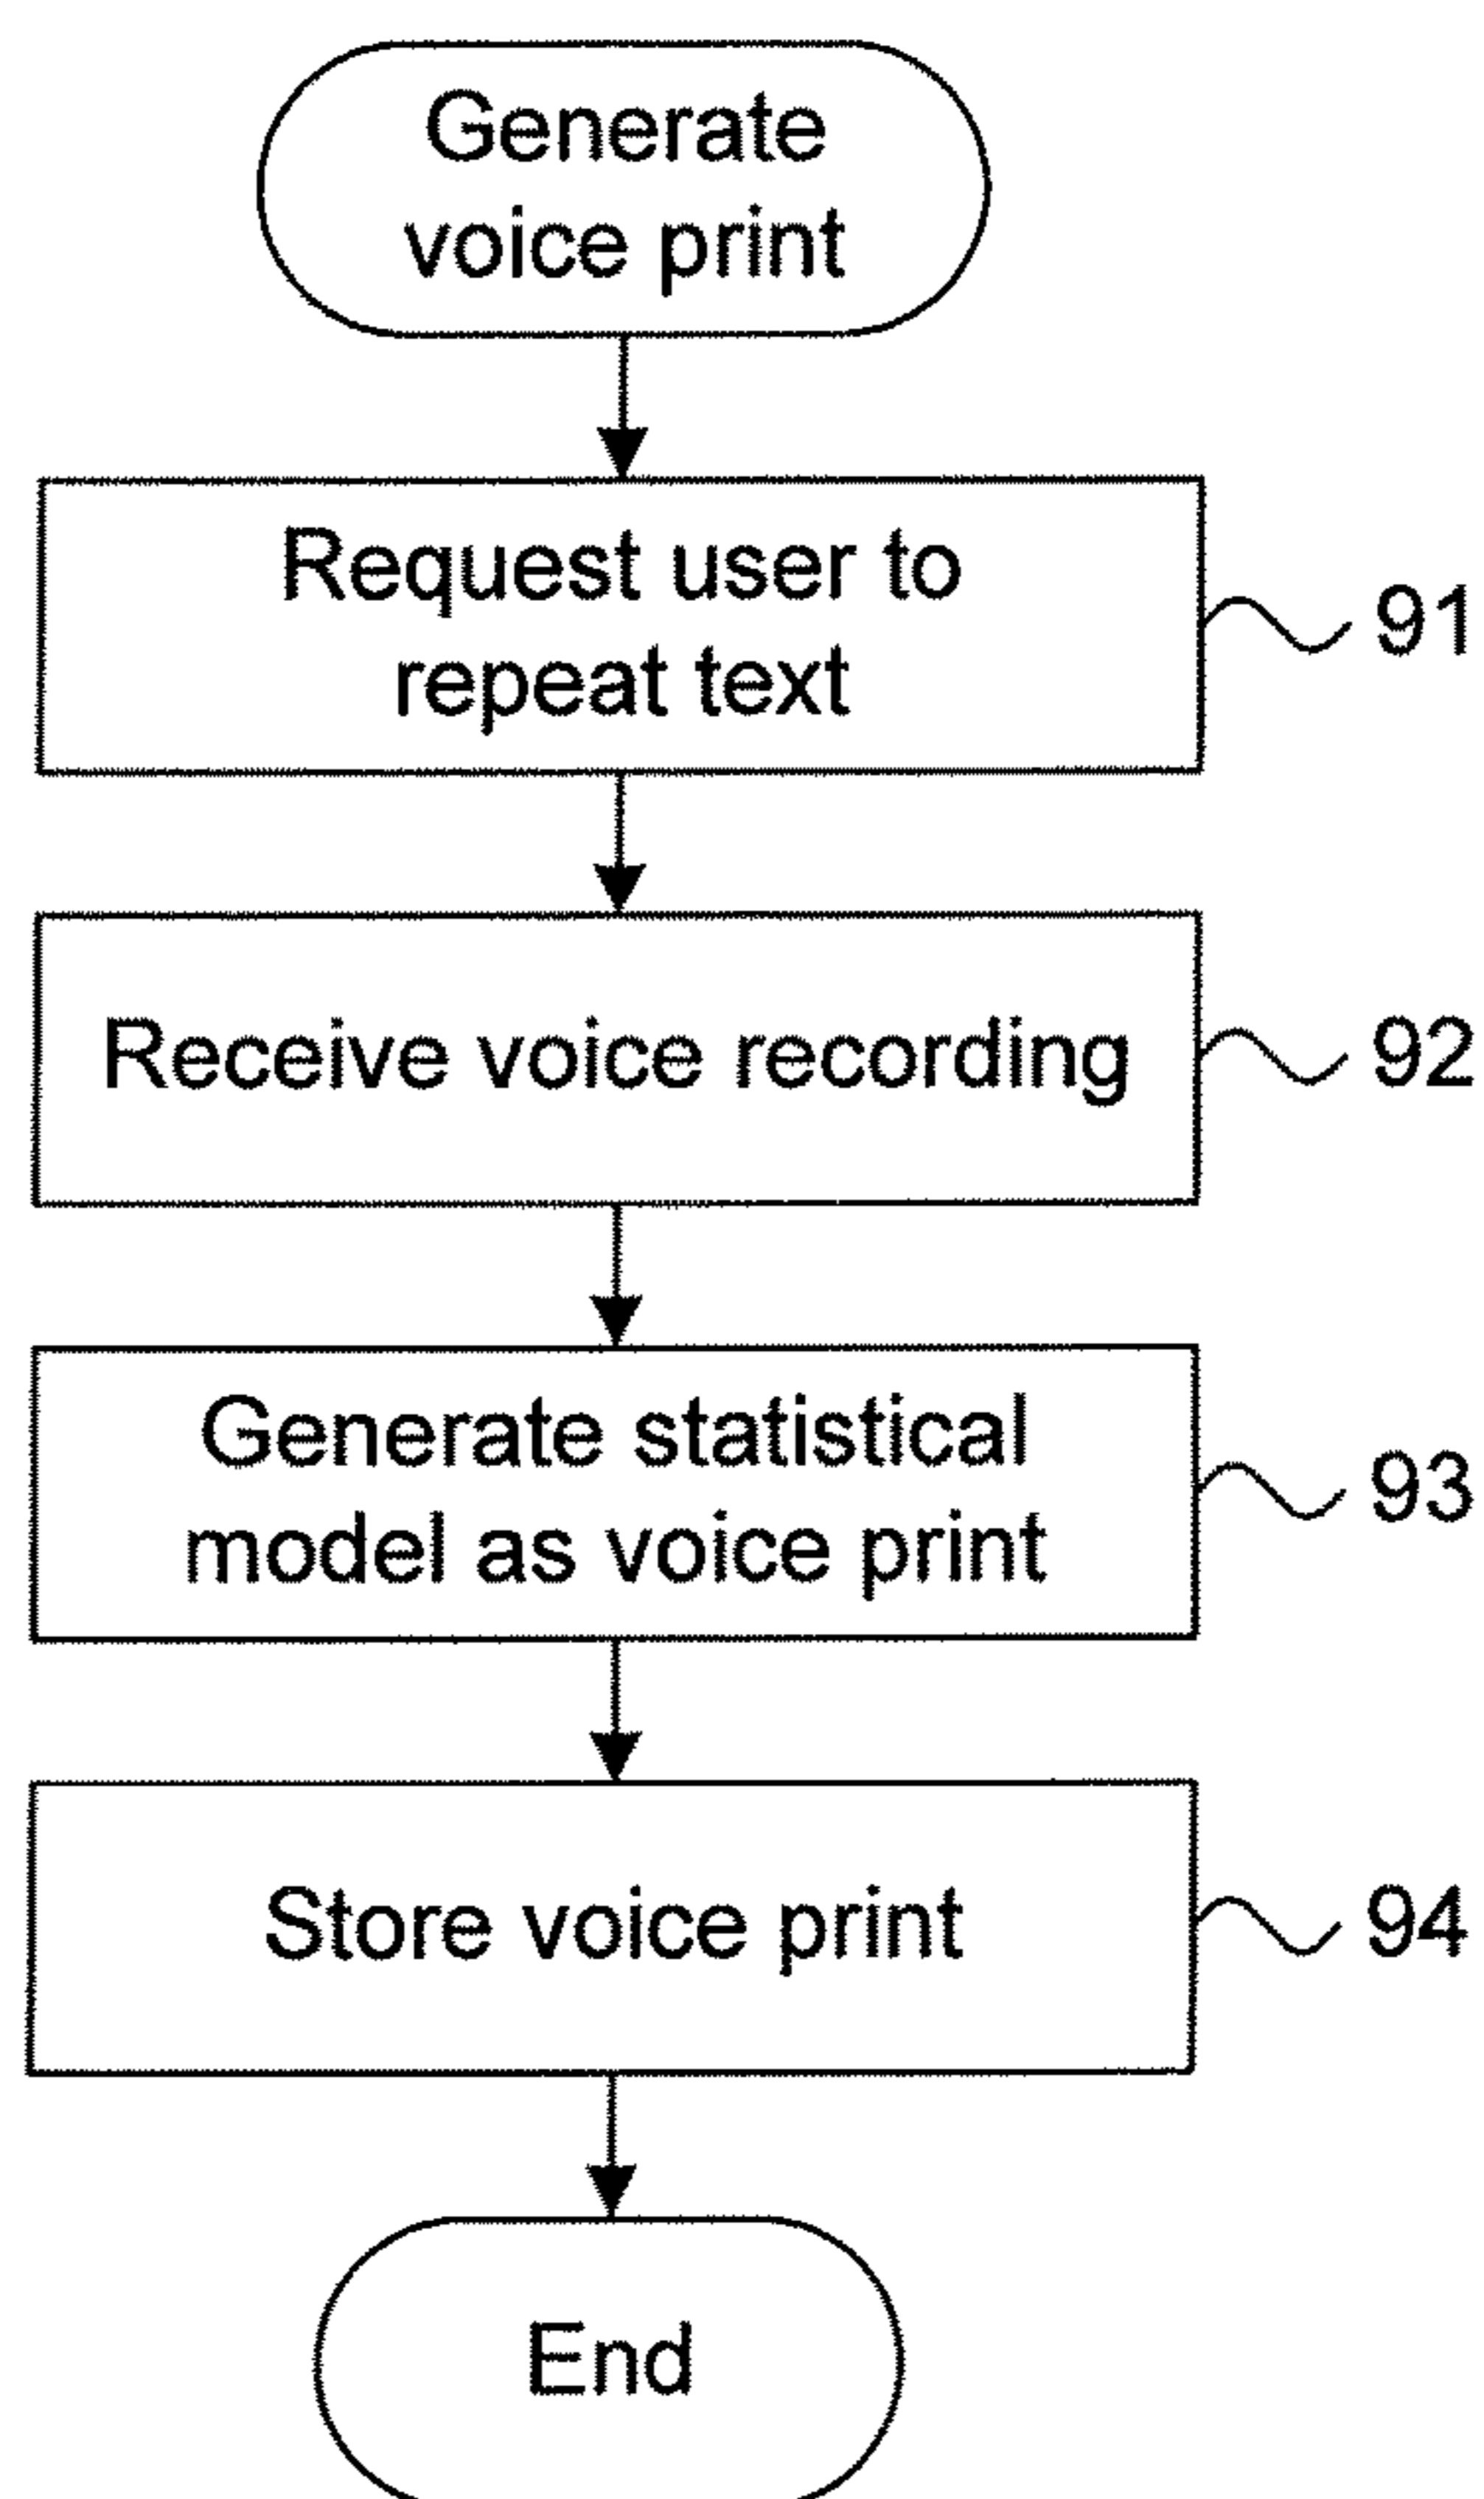 Generate
voice print
Request user to
repeat text
91
Receive voice recording
92
Generate statistical
model as voice print
93
Store voice print
94
End